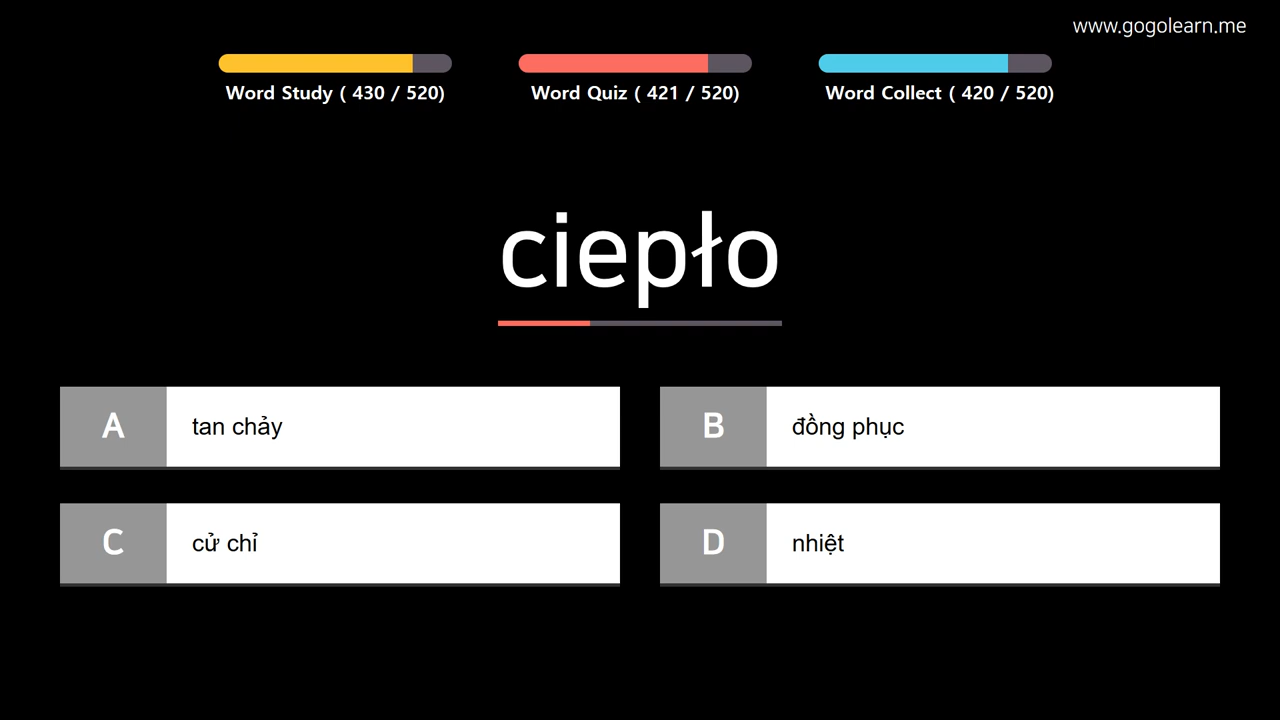 www.gogolearn.me
Word Study ( 430 / 520)
Word Quiz ( 421 / 520)
Word Collect ( 420 / 520)
ciepło
A
tan chảy
B
đồng phục
C
cử chỉ
D
nhiệt